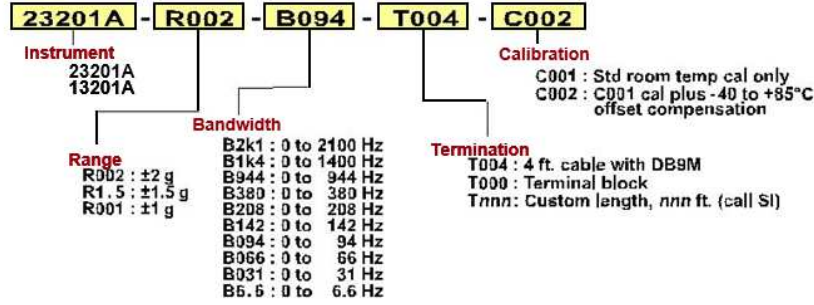 23201A - R002 - B094 - T004 - C002
Instrument
23201A
13201A
Calibration
C001 : Std room temp cal only
C002 : C001 cal plus -40 to +85°C
offset compensation
Range
R002 : ±2 g
R1.5 : ±1.5 g
R001 : ±1 g
Bandwidth
B2k1 : 0 to 2100 Hz
B1k4 : 0 to 1400 Hz
B944 : 0 to 944 Hz
B380 : 0 to 380 Hz
B208 : 0 to 208 Hz
B142 : 0 to 142 Hz
B094 : 0 to 94 Hz
B066 : 0 to 66 Hz
B031 : 0 to 31 Hz
B6.6 : 0 to 6.6 Hz
Termination
T004 : 4 ft. cable with DB9M
T000 : Terminal block
Tnnn : Custom length, nnn ft. (call SI)